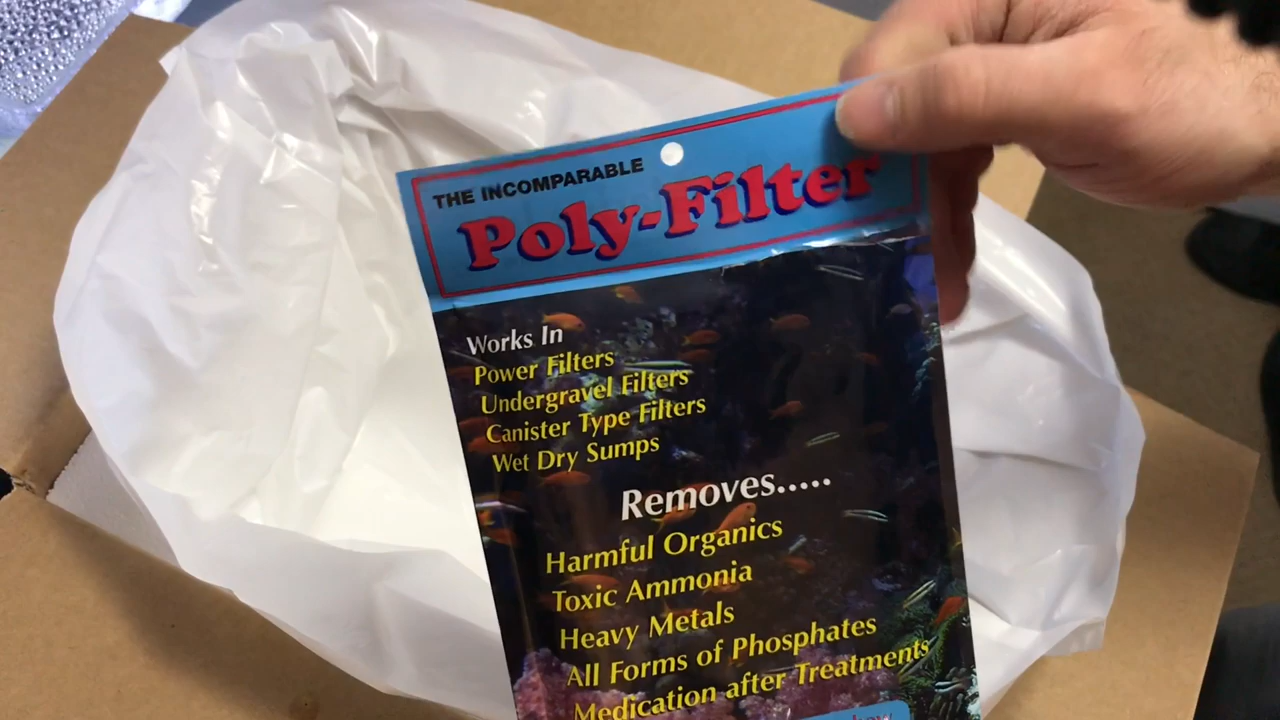 THE INCOMPARABLE
Poly-Filter
Works In
Power Filters
Undergravel Filters
Canister Type Filters
Wet Dry Sumps
Removes.....
Harmful Organics
Toxic Ammonia
Heavy Metals
All Forms of Phosphates
Medication after Treatments